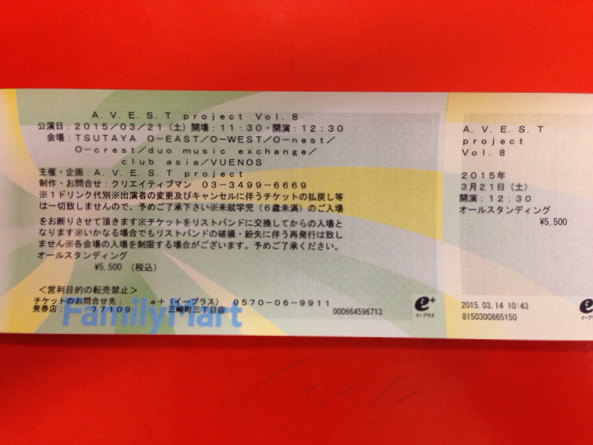 A. V. E. S. T project Vol. 8
公演日：2015/03/21（土）開場：11:30・開演：12:30
会場：TSUTAYA O-EAST/O-WEST/O-nest/
O-crest/duo music exchange/
club asia/VUENOS
主催・企画：A. V. E. S. T project
制作・お問合せ：クリエイティブマン 03-3499-6669
※１ドリンク代別※出演者の変更及びキャンセルに伴うチケットの払戻し等
は一切致しませんので、予めご了承下さい※未就学児（６歳未満）のご入場
をお断りさせて頂きます※チケットをリストバンドに交換してからの入場と
なります※いかなる場合でもリストバンドの破損・紛失に伴う再発行は致し
ません※各会場の入場を制限する場合がございます。予めご了承ください。
オールスタンディング
¥5,500 （税込）
＜営利目的の転売禁止＞
チケットのお問合せ先： e+（イープラス） 0570-06-9911
発券店： 37109 三崎町三丁目店
FamilyMart
000664596713
e+
イープラス
A. V. E. S. T
project
Vol. 8
2015年
3月21日（土）
開演：12:30
オールスタンディング
¥5,500
2015. 03. 14 10:43
8150300865150